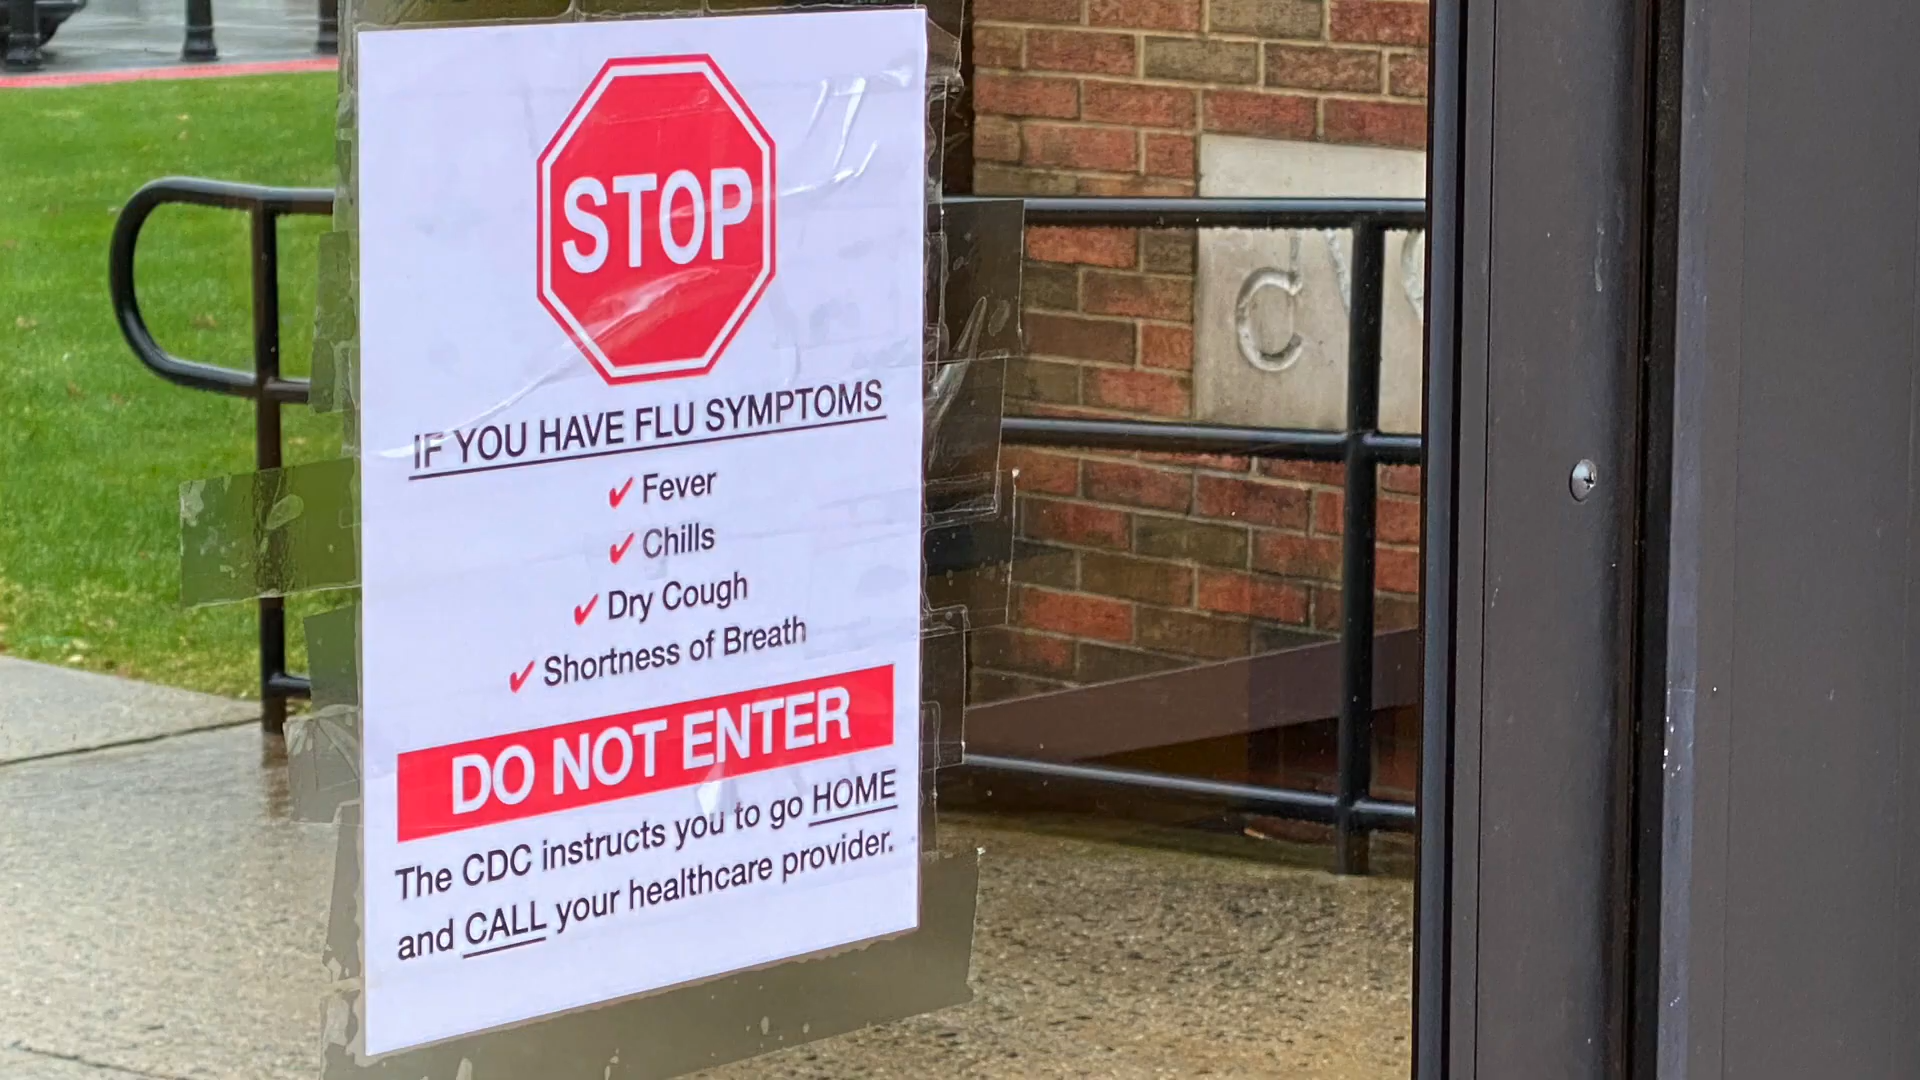 STOP
IF YOU HAVE FLU SYMPTOMS
✓ Fever
✓ Chills
✓ Dry Cough
✓ Shortness of Breath
DO NOT ENTER
The CDC instructs you to go HOME
and CALL your healthcare provider.